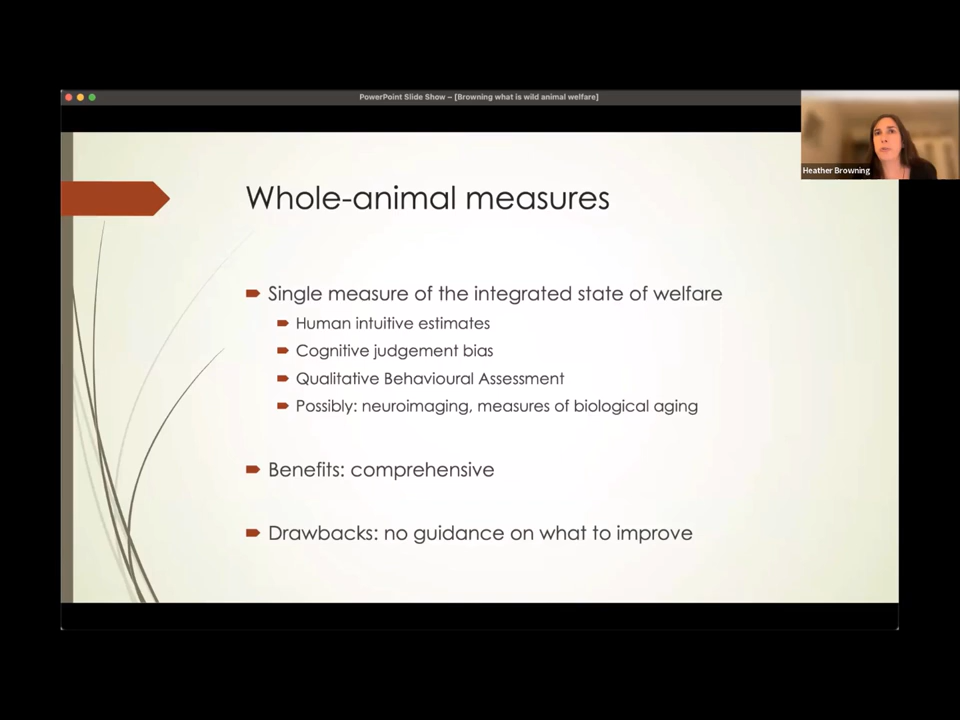 PowerPoint Slide Show – [Browning what is wild animal welfare]
Heather Browning
Whole-animal measures
Single measure of the integrated state of welfare
Human intuitive estimates
Cognitive judgement bias
Qualitative Behavioural Assessment
Possibly: neuroimaging, measures of biological aging
Benefits: comprehensive
Drawbacks: no guidance on what to improve